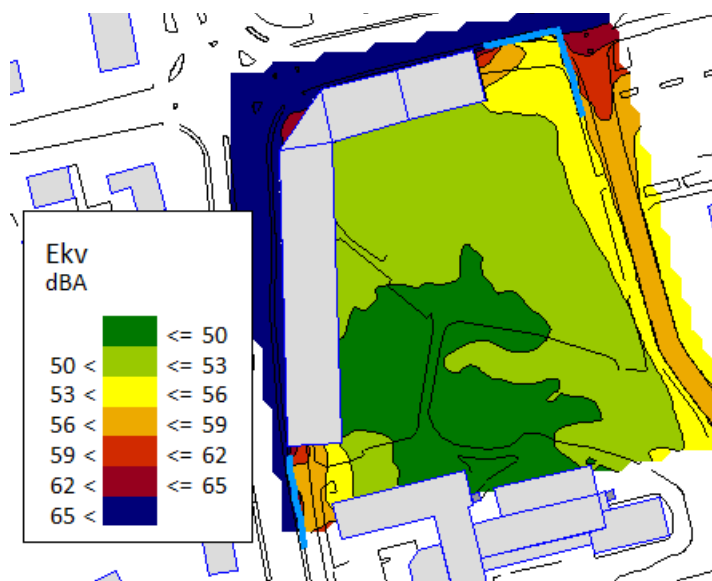 Ekv
dBA
<= 50
50 < <= 53
53 < <= 56
56 < <= 59
59 < <= 62
62 < <= 65
65 <